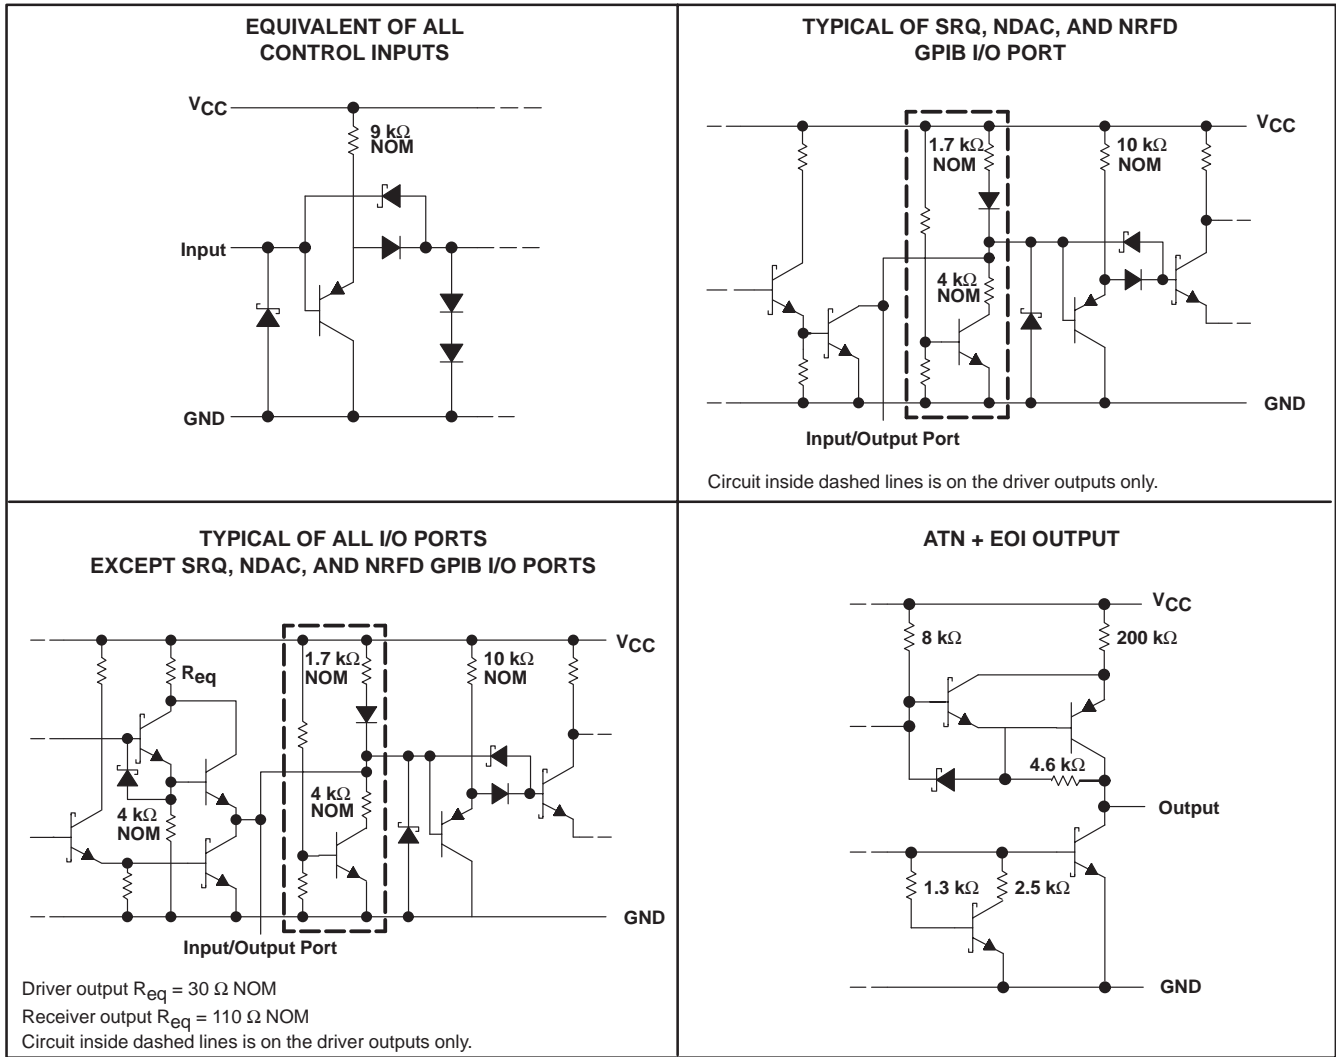 EQUIVALENT OF ALL
CONTROL INPUTS
VCC
9 kΩ
NOM
Input
GND
TYPICAL OF SRQ, NDAC, AND NRFD
GPIB I/O PORT
VCC
1.7 kΩ
NOM
10 kΩ
NOM
4 kΩ
NOM
GND
Input/Output Port
Circuit inside dashed lines is on the driver outputs only.
TYPICAL OF ALL I/O PORTS
EXCEPT SRQ, NDAC, AND NRFD GPIB I/O PORTS
VCC
Req
1.7 kΩ
NOM
10 kΩ
NOM
4 kΩ
NOM
4 kΩ
NOM
GND
Input/Output Port
Driver output Req = 30 Ω NOM
Receiver output Req = 110 Ω NOM
Circuit inside dashed lines is on the driver outputs only.
ATN + EOI OUTPUT
VCC
8 kΩ
200 kΩ
4.6 kΩ
Output
1.3 kΩ
2.5 kΩ
GND